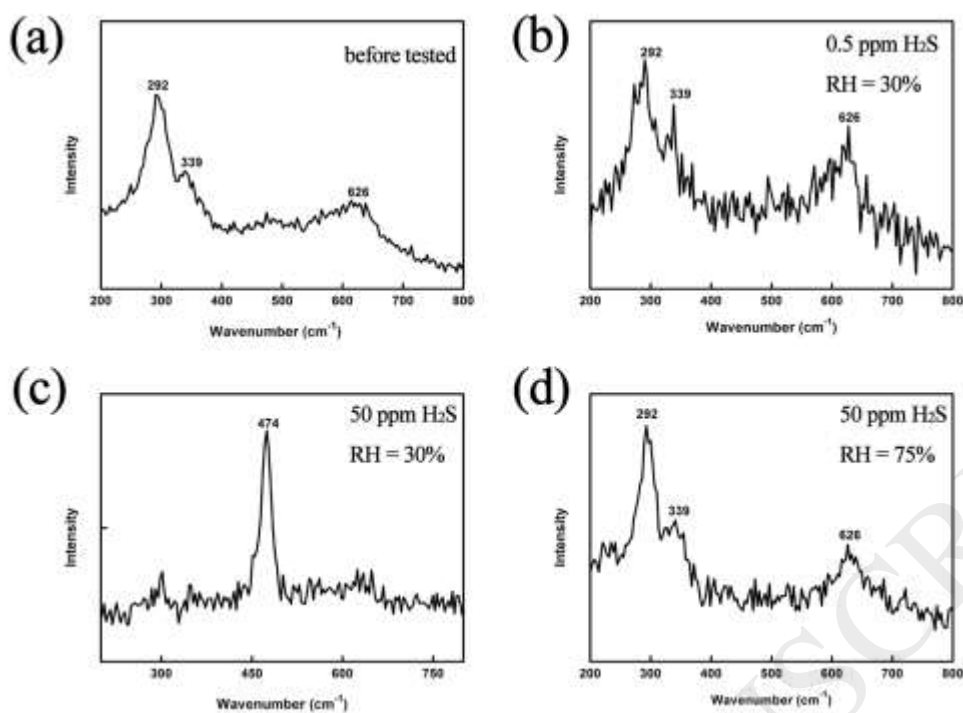 (a)
before tested
292
339
626
Intensity
200 300 400 500 600 700 800
Wavenumber (cm⁻¹)
(b)
0.5 ppm H₂S
RH = 30%
292
339
626
Intensity
200 300 400 500 600 700 800
Wavenumber (cm⁻¹)
(c)
50 ppm H₂S
RH = 30%
474
Intensity
300 450 600 750
Wavenumber (cm⁻¹)
(d)
50 ppm H₂S
RH = 75%
292
339
626
Intensity
200 300 400 500 600 700 800
Wavenumber (cm⁻¹)